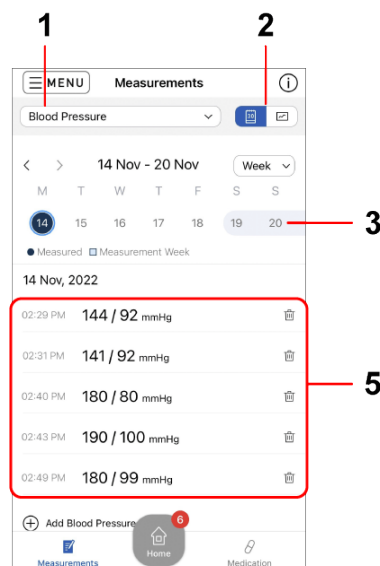 1 2
MENU Measurements i
Blood Pressure
14 Nov - 20 Nov Week
M T W T F S S
14 15 16 17 18 19 20 3
Measured Measurement Week
14 Nov, 2022
02:29 PM 144 / 92 mmHg
02:31 PM 141 / 92 mmHg
5
02:40 PM 180 / 80 mmHg
02:43 PM 190 / 100 mmHg
02:49 PM 180 / 99 mmHg
Add Blood Pressure 6
Measurements Home Medication